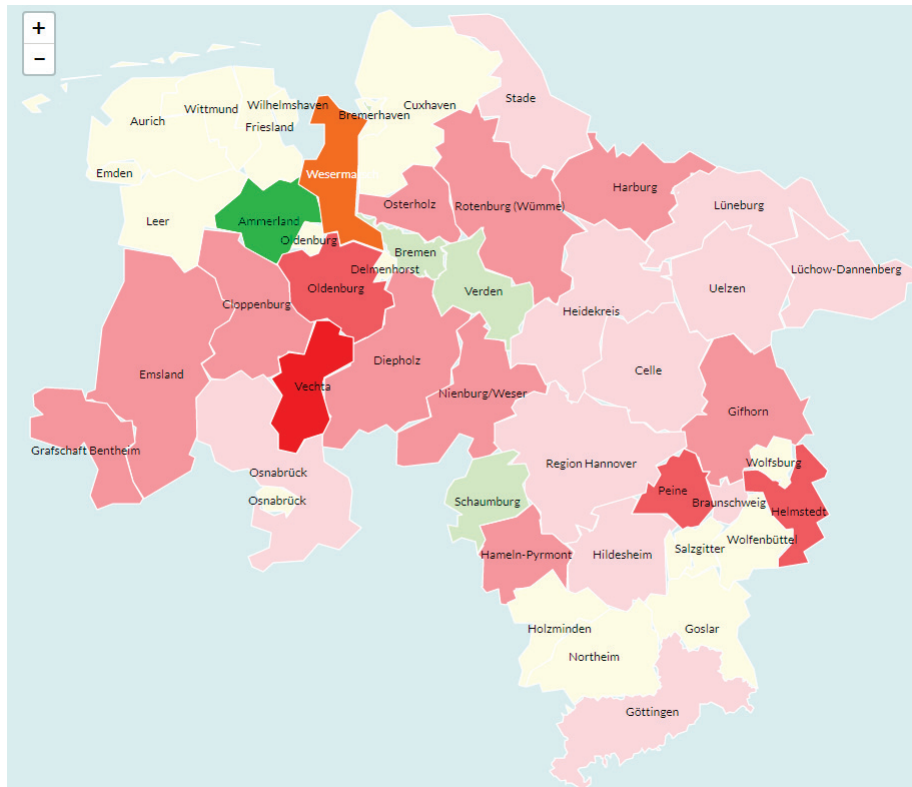 +
−
Cuxhaven
Stade
Wittmund
Wilhelmshaven
Bremerhaven
Aurich
Friesland
Emden
Harburg
Osterholz
Rotenburg (Wümme)
Lüneburg
Leer
Ammerland
Oldenburg
Bremen
Delmenhorst
Lüchow-Dannenberg
Oldenburg
Verden
Uelzen
Cloppenburg
Heidekreis
Diepholz
Celle
Emsland
Vechta
Nienburg/Weser
Gifhorn
Grafschaft Bentheim
Region Hannover
Wolfsburg
Osnabrück
Osnabrück
Schaumburg
Peine
Braunschweig
Helmstedt
Hameln-Pyrmont
Hildesheim
Salzgitter
Wolfenbüttel
Holzminden
Goslar
Northeim
Göttingen